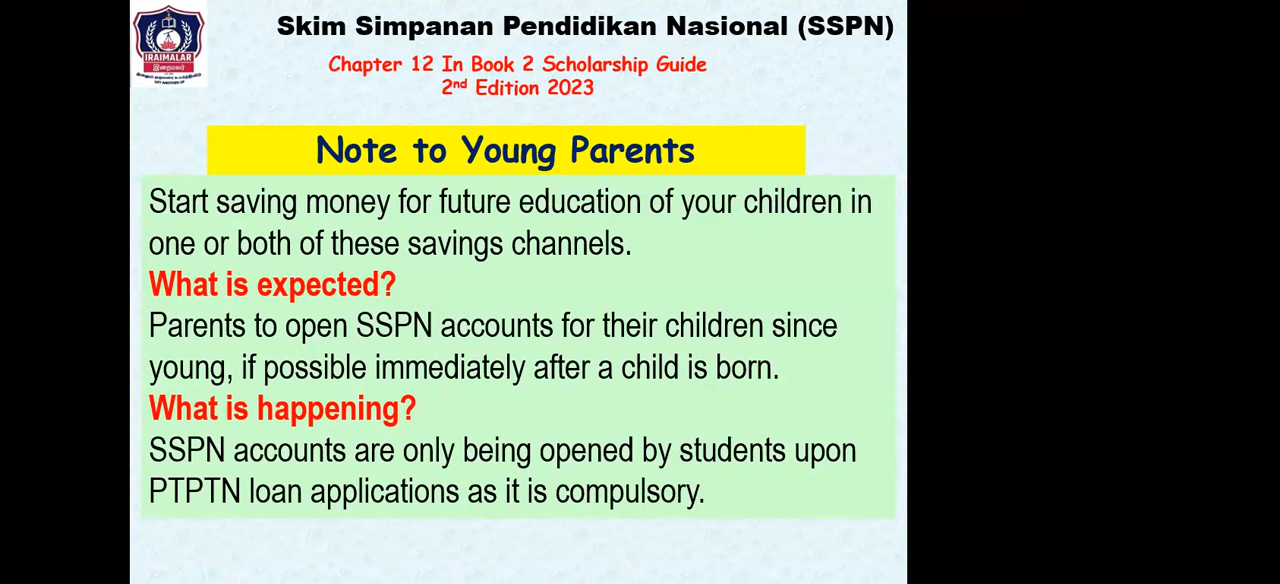 IRAIMALAR
இறைமலர்
Skim Simpanan Pendidikan Nasional (SSPN)
Chapter 12 In Book 2 Scholarship Guide
2nd Edition 2023
Note to Young Parents
Start saving money for future education of your children in
one or both of these savings channels.
What is expected?
Parents to open SSPN accounts for their children since
young, if possible immediately after a child is born.
What is happening?
SSPN accounts are only being opened by students upon
PTPTN loan applications as it is compulsory.